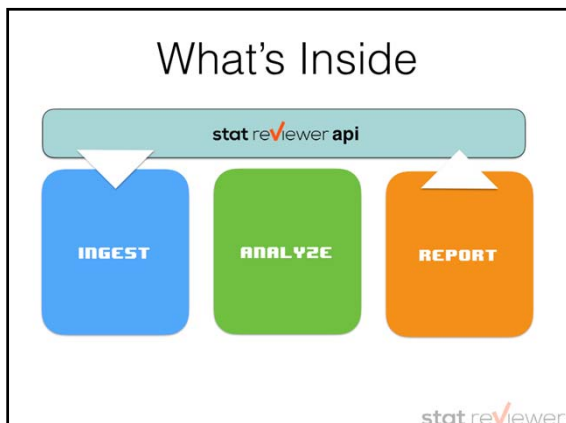 What's Inside
stat reviewer api
INGEST
ANALYZE
REPORT
stat reviewer